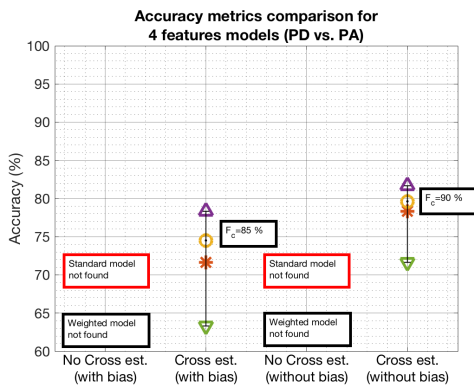 Accuracy metrics comparison for
4 features models (PD vs. PA)
Accuracy (%)
100
95
90
85
80
75
70
65
60
F_c=85 %
F_c=90 %
Standard model
not found
Standard model
not found
Weighted model
not found
Weighted model
not found
No Cross est.
(with bias)
Cross est.
(with bias)
No Cross est.
(without bias)
Cross est.
(without bias)